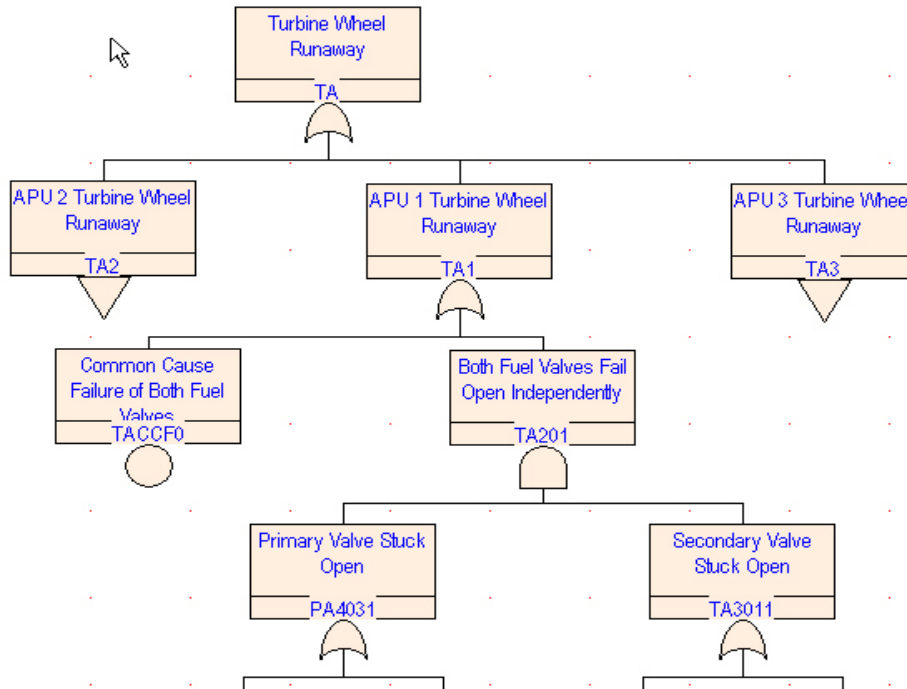 Turbine Wheel
Runaway
TA
APU 2 Turbine Wheel
Runaway
TA2
APU 1 Turbine Wheel
Runaway
TA1
APU 3 Turbine Whee
Runaway
TA3
Common Cause
Failure of Both Fuel
Valves
TACCF0
Both Fuel Valves Fail
Open Independently
TA201
Primary Valve Stuck
Open
PA4031
Secondary Valve
Stuck Open
TA3011